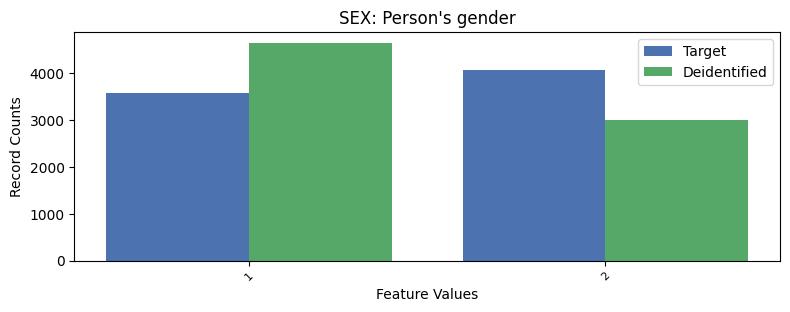 SEX: Person's gender
Target
Deidentified
Record Counts
4000
3000
2000
1000
0
1
2
Feature Values